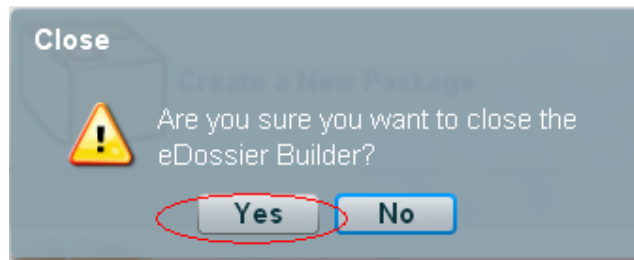 Close
Create a New Package
Are you sure you want to close the
eDossier Builder?
Yes No